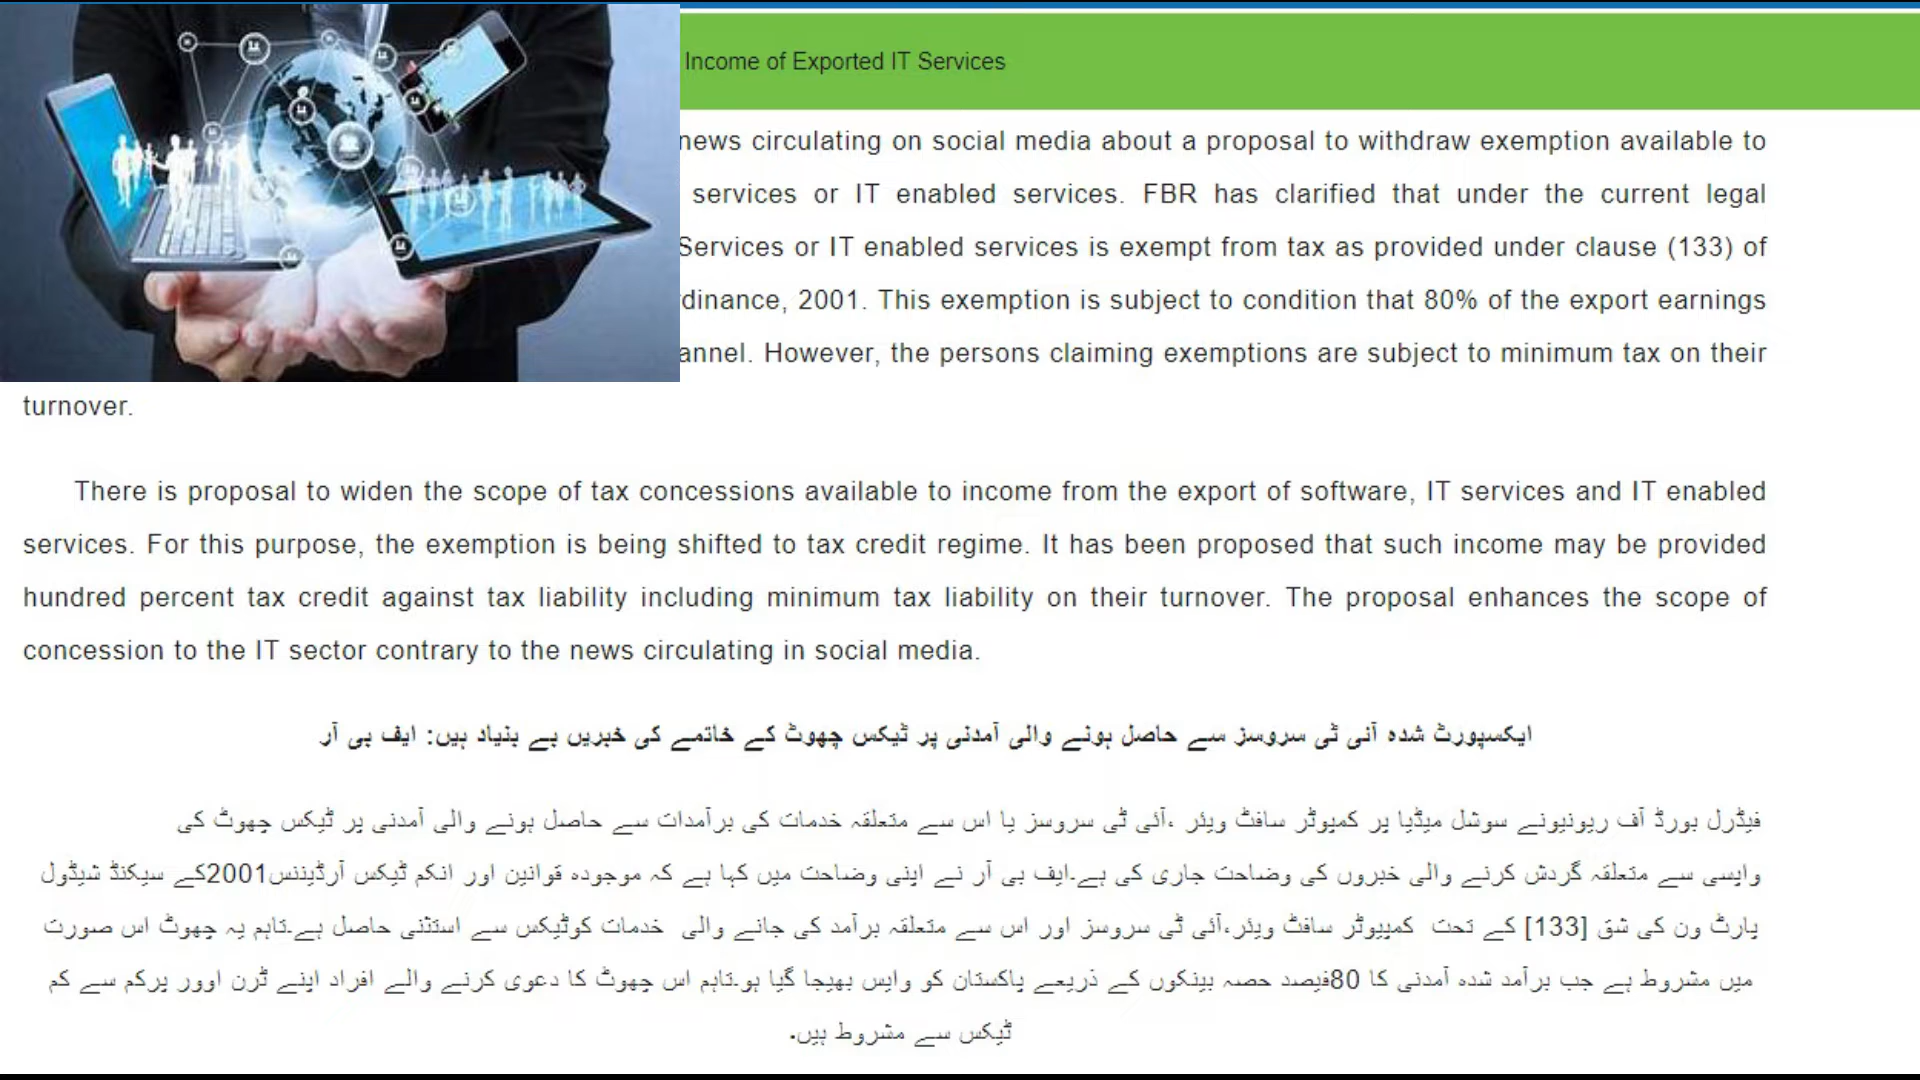 Income of Exported IT Services
news circulating on social media about a proposal to withdraw exemption available to
services or IT enabled services. FBR has clarified that under the current legal
Services or IT enabled services is exempt from tax as provided under clause (133) of
dinance, 2001. This exemption is subject to condition that 80% of the export earnings
annel. However, the persons claiming exemptions are subject to minimum tax on their
turnover.
There is proposal to widen the scope of tax concessions available to income from the export of software, IT services and IT enabled
services. For this purpose, the exemption is being shifted to tax credit regime. It has been proposed that such income may be provided
hundred percent tax credit against tax liability including minimum tax liability on their turnover. The proposal enhances the scope of
concession to the IT sector contrary to the news circulating in social media.
ایکسپورٹ شدہ آئی ٹی سروسز سے حاصل ہونے والی آمدنی پر ٹیکس چھوٹ کے خاتمے کی خبریں بے بنیاد ہیں: ایف بی آر
فیڈرل بورڈ آف ریونیونے سوشل میڈیا پر کمپوٹر سافٹ ویئر ،آئی ٹی سروسز یا اس سے متعلقہ خدمات کی برآمدات سے حاصل ہونے والی آمدنی پر ٹیکس چھوٹ کی
واپسی سے متعلقہ گردش کرنے والی خبروں کی وضاحت جاری کی ہے۔ایف بی آر نے اپنی وضاحت میں کہا ہے کہ موجودہ قوانین اور انکم ٹیکس آرڈیننس2001کے سیکنڈ شیڈول
پارٹ ون کی شق [133] کے تحت کمپیوٹر سافٹ ویئر،آئی ٹی سروسز اور اس سے متعلقہ برآمد کی جانے والی خدمات کوٹیکس سے استثنی حاصل ہے۔تاہم یہ چھوٹ اس صورت
میں مشروط ہے جب برآمد شدہ آمدنی کا 80فیصد حصہ بینکوں کے ذریعے پاکستان کو واپس بھیجا گیا ہو۔تاہم اس چھوٹ کا دعوی کرنے والے افراد اپنے ٹرن اوور پرکم سے کم
ٹیکس سے مشروط ہیں۔